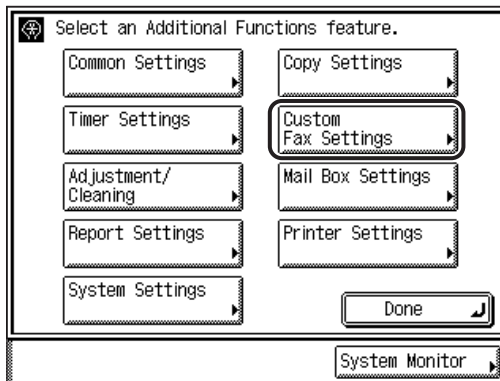 Select an Additional Functions feature.
Common Settings
Copy Settings
Timer Settings
Custom
Fax Settings
Adjustment/
Cleaning
Mail Box Settings
Report Settings
Printer Settings
System Settings
Done
System Monitor